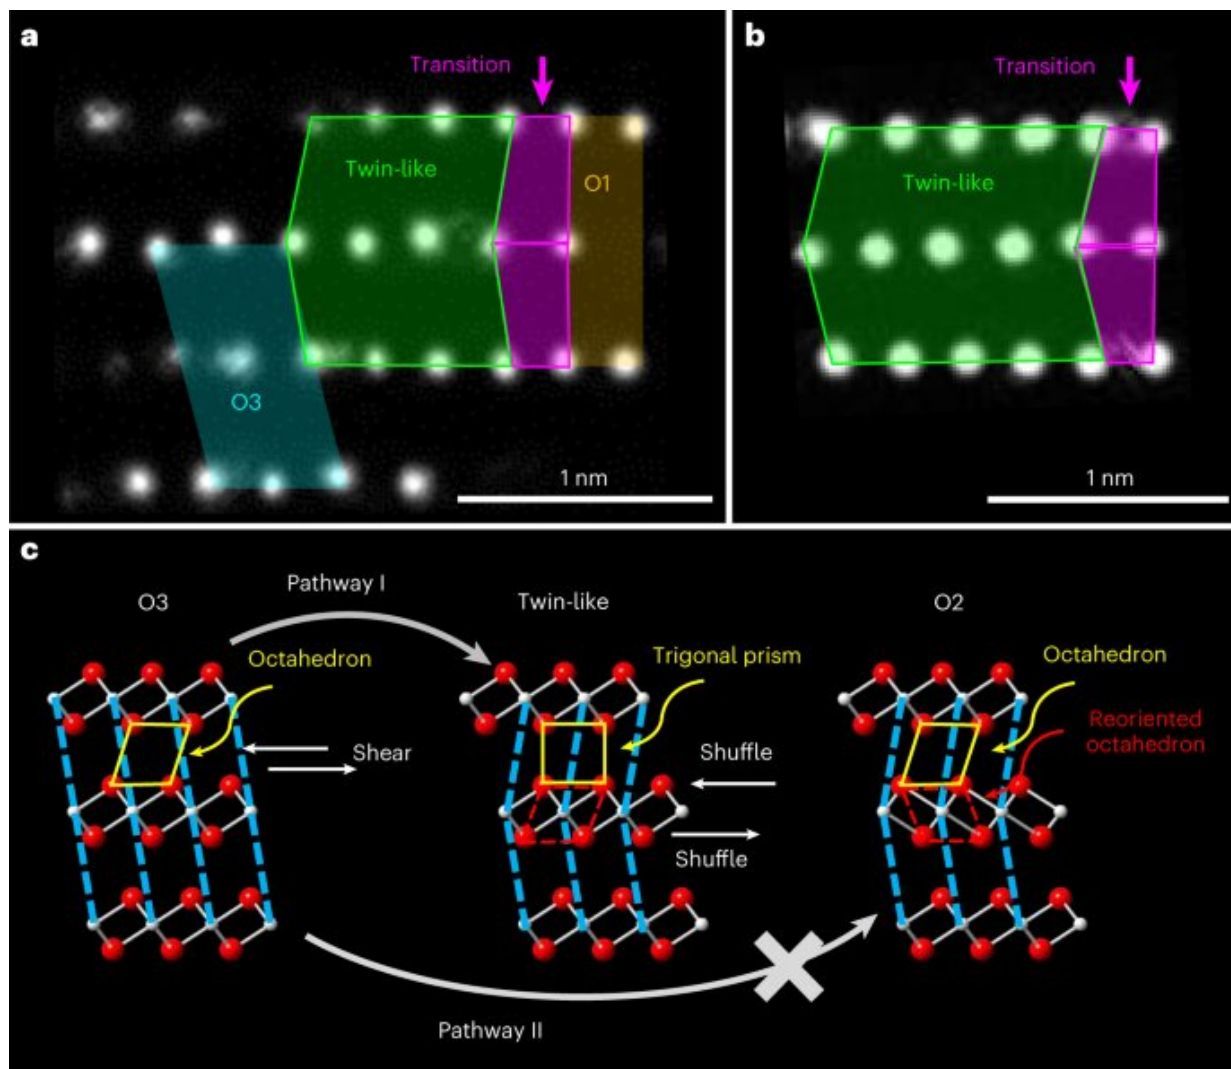 a
Transition
Twin-like
O1
O3
1 nm
b
Transition
Twin-like
1 nm
c
Pathway I
O3
Twin-like
O2
Octahedron
Trigonal prism
Octahedron
Reoriented
octahedron
Shear
Shuffle
Shuffle
Pathway II